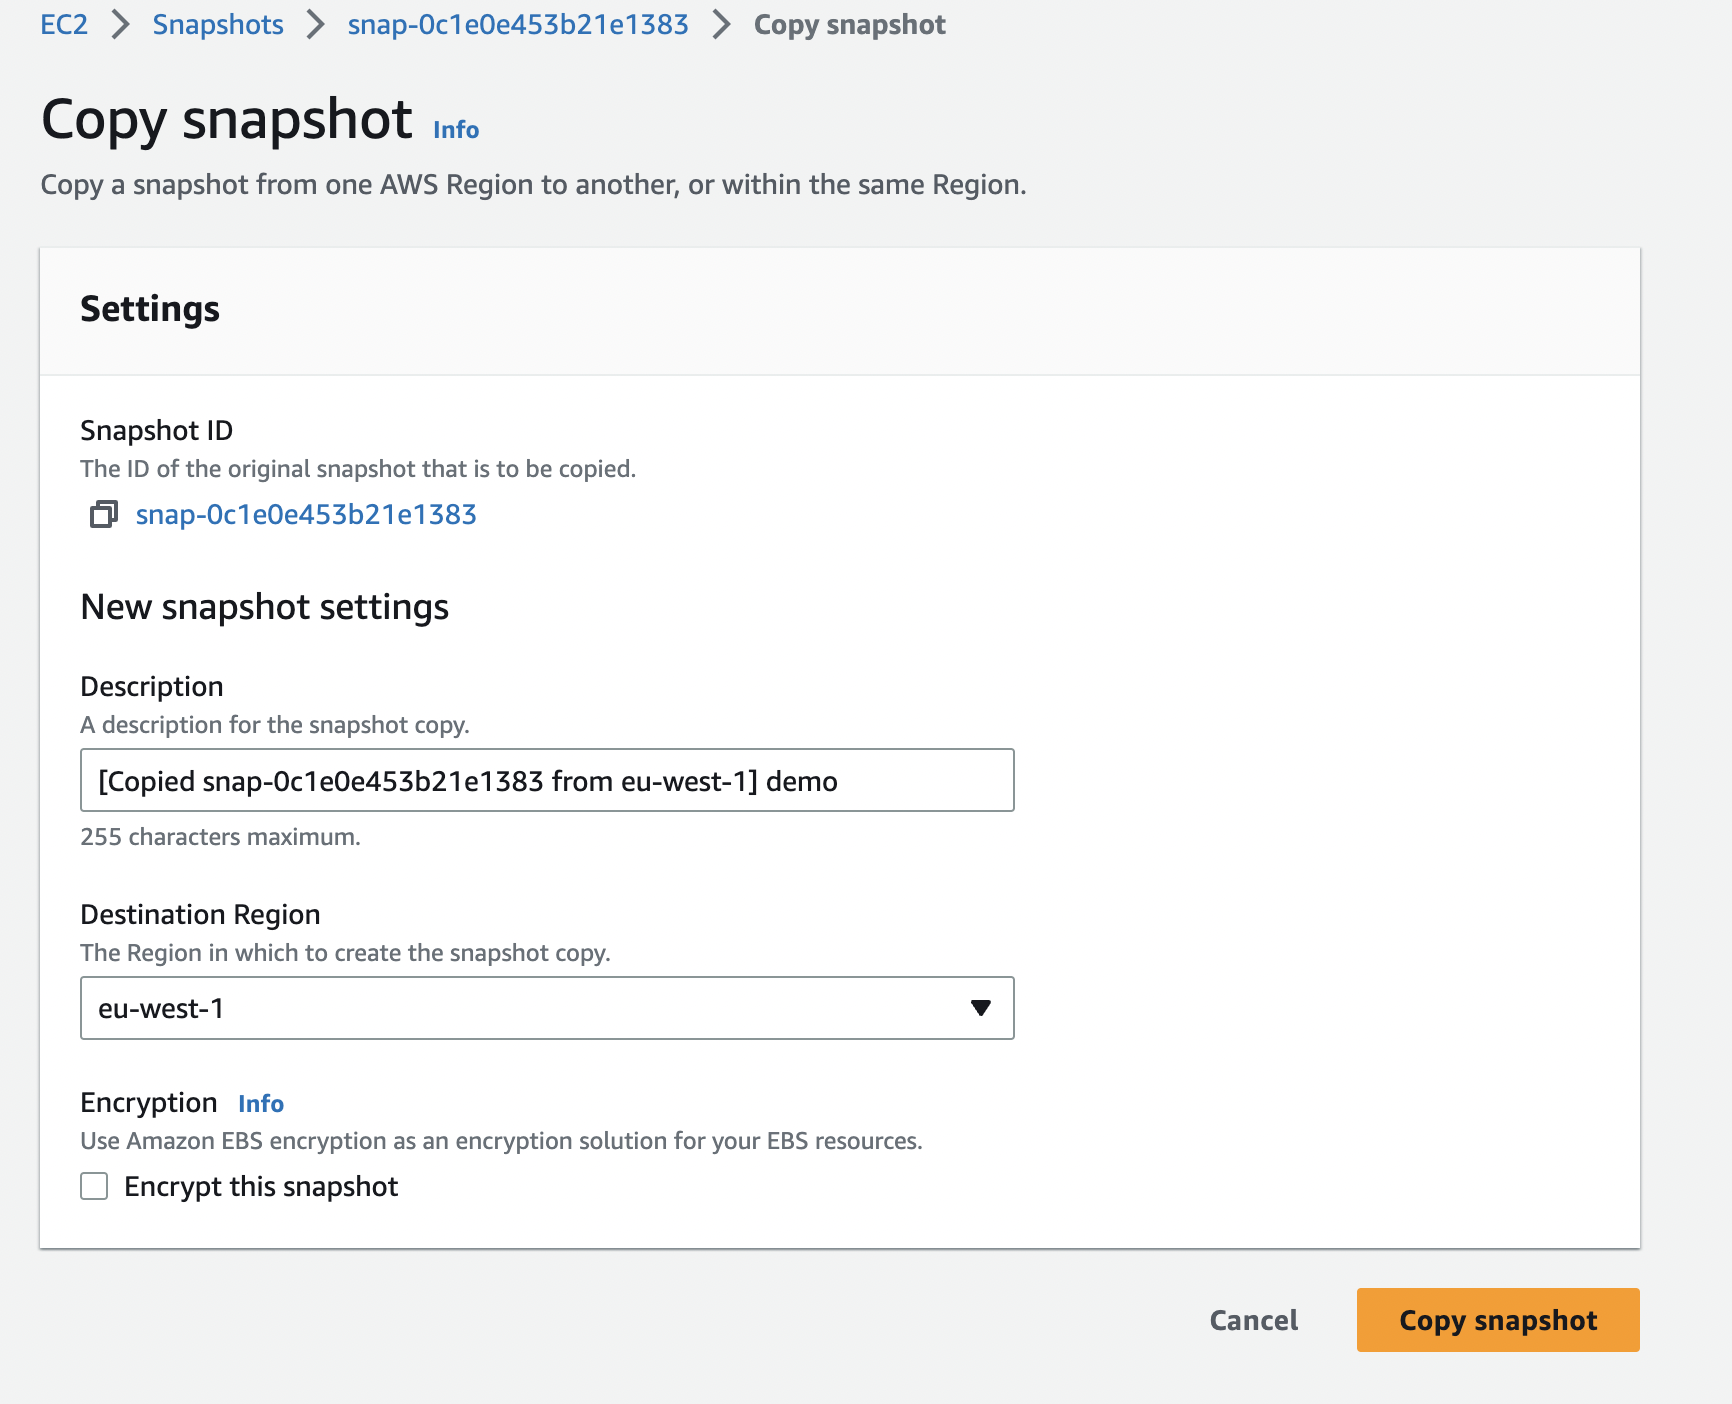 EC2 > Snapshots > snap-0c1e0e453b21e1383 > Copy snapshot
Copy snapshot Info
Copy a snapshot from one AWS Region to another, or within the same Region.
Settings
Snapshot ID
The ID of the original snapshot that is to be copied.
snap-0c1e0e453b21e1383
New snapshot settings
Description
A description for the snapshot copy.
[Copied snap-0c1e0e453b21e1383 from eu-west-1] demo
255 characters maximum.
Destination Region
The Region in which to create the snapshot copy.
eu-west-1
Encryption Info
Use Amazon EBS encryption as an encryption solution for your EBS resources.
Encrypt this snapshot
Cancel Copy snapshot